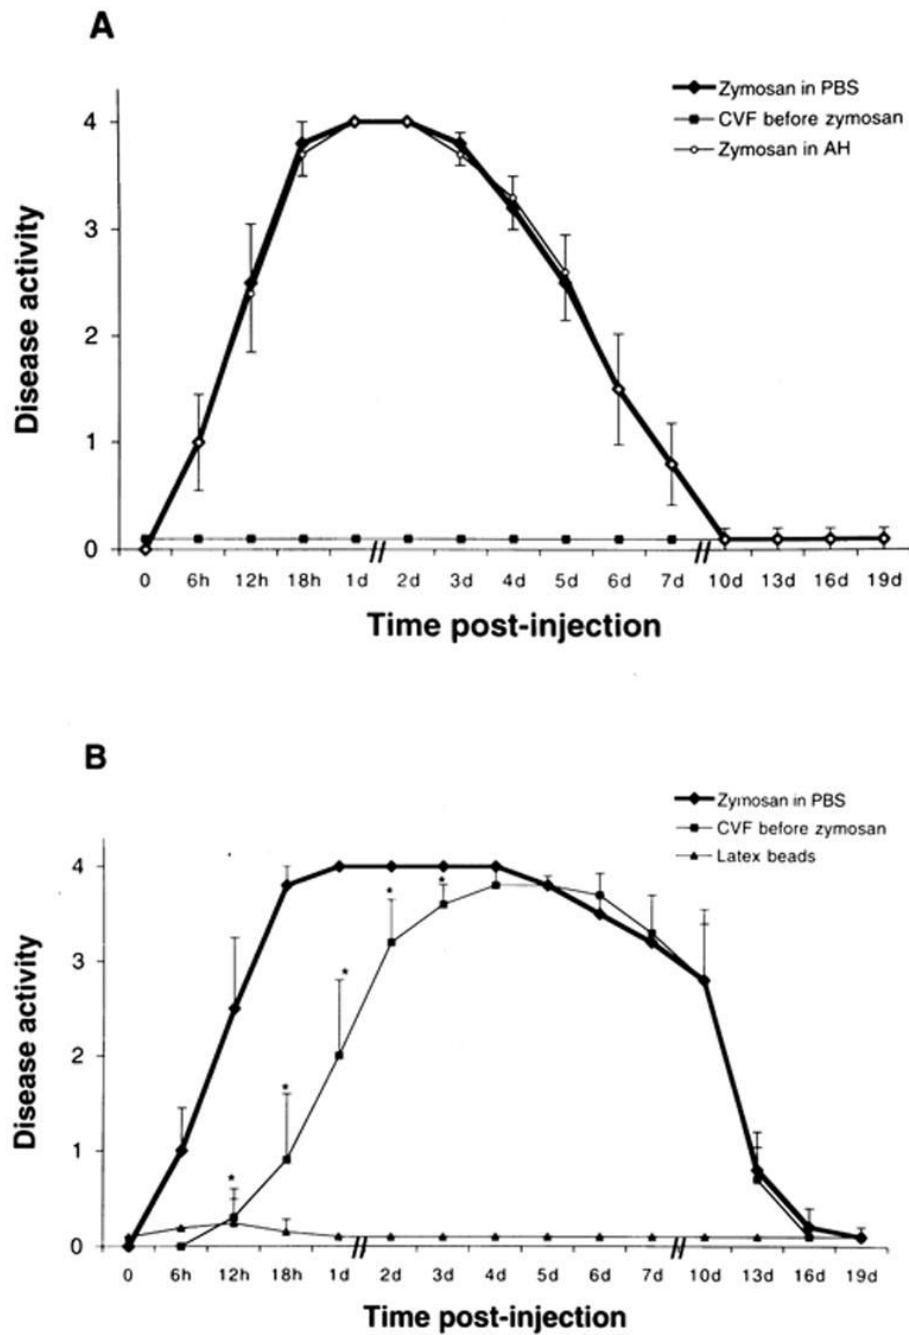 A
Zymosan in PBS
CVF before zymosan
Zymosan in AH
Disease activity
4
3
2
1
0
0 6h 12h 18h 1d 2d 3d 4d 5d 6d 7d 10d 13d 16d 19d
Time post-injection
B
Zymosan in PBS
CVF before zymosan
Latex beads
Disease activity
4
3
2
1
0
* * * * *
0 6h 12h 18h 1d 2d 3d 4d 5d 6d 7d 10d 13d 16d 19d
Time post-injection